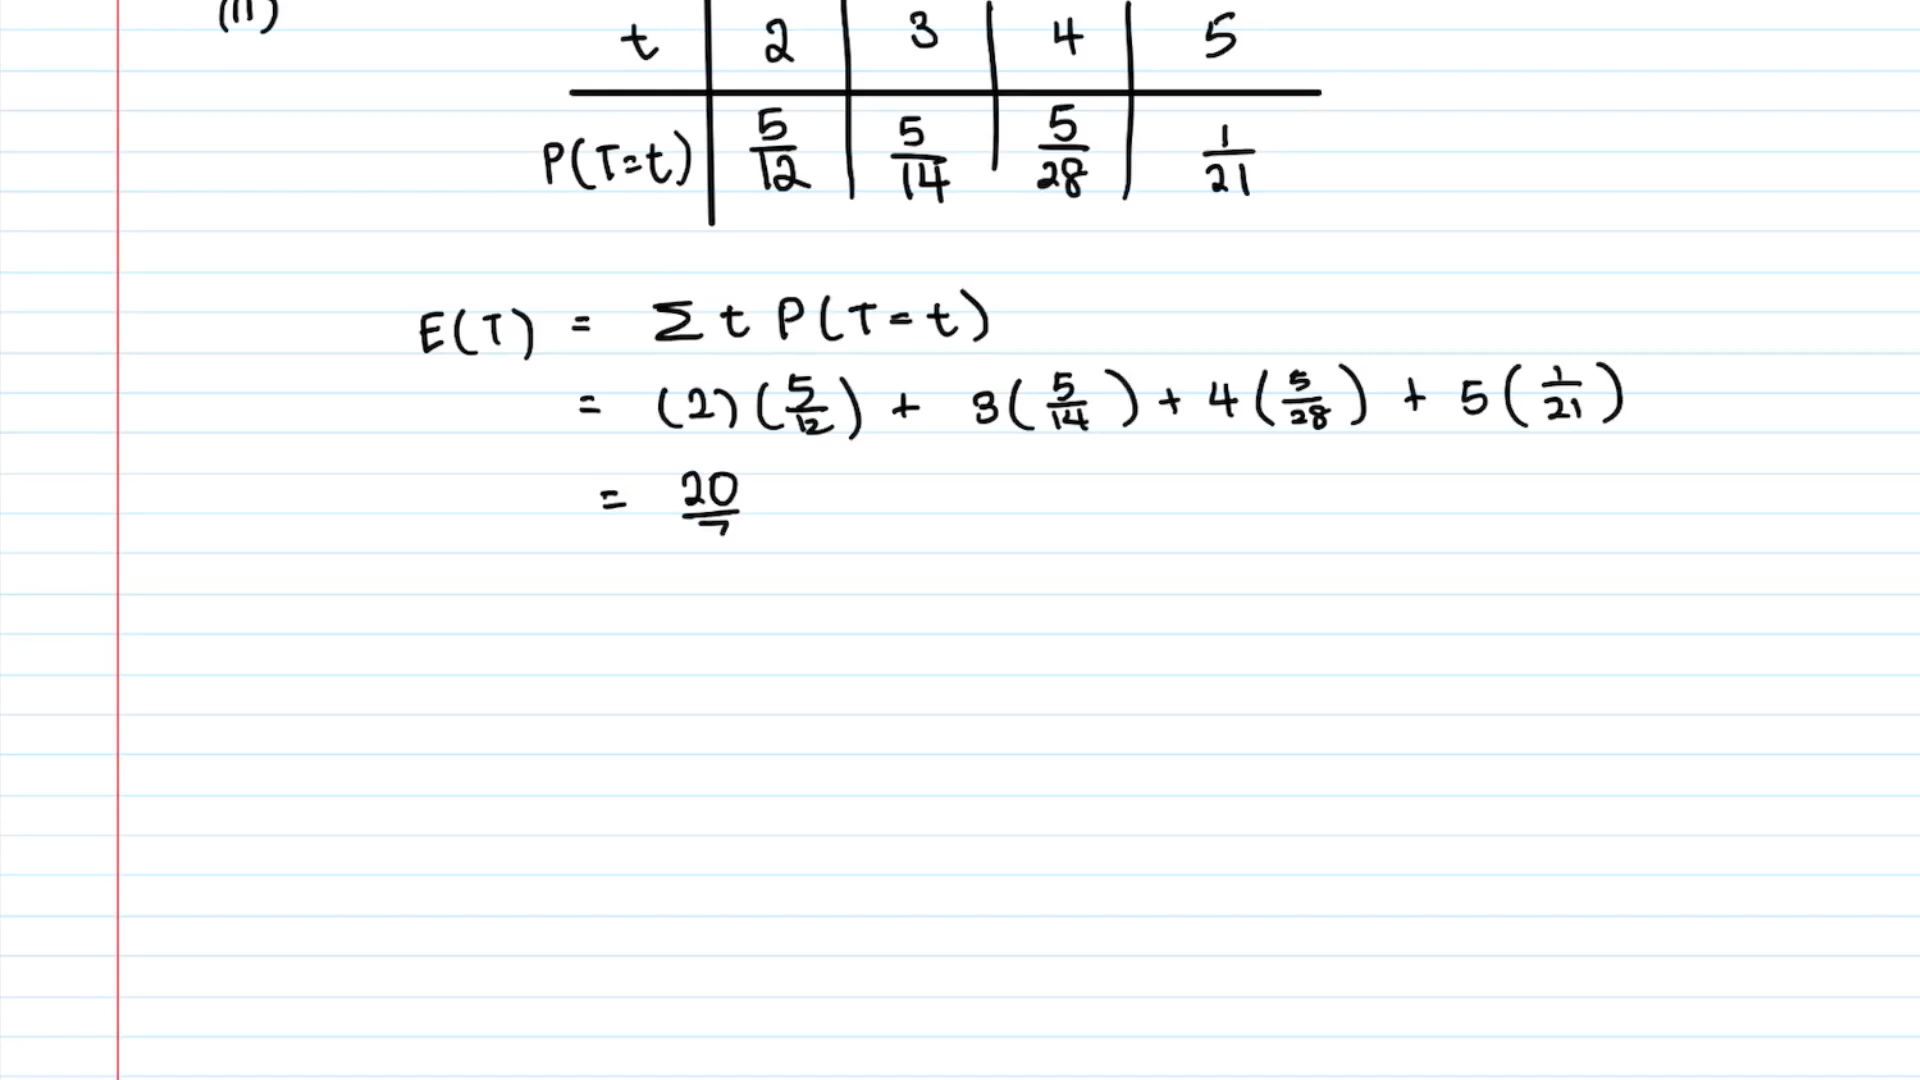 (ii)
t 2 3 4 5
P(T=t) 5/12 5/14 5/28 1/21
E(T) = Σ t P(T=t)
= (2)(5/12) + 3(5/14) + 4(5/28) + 5(1/21)
= 20/7